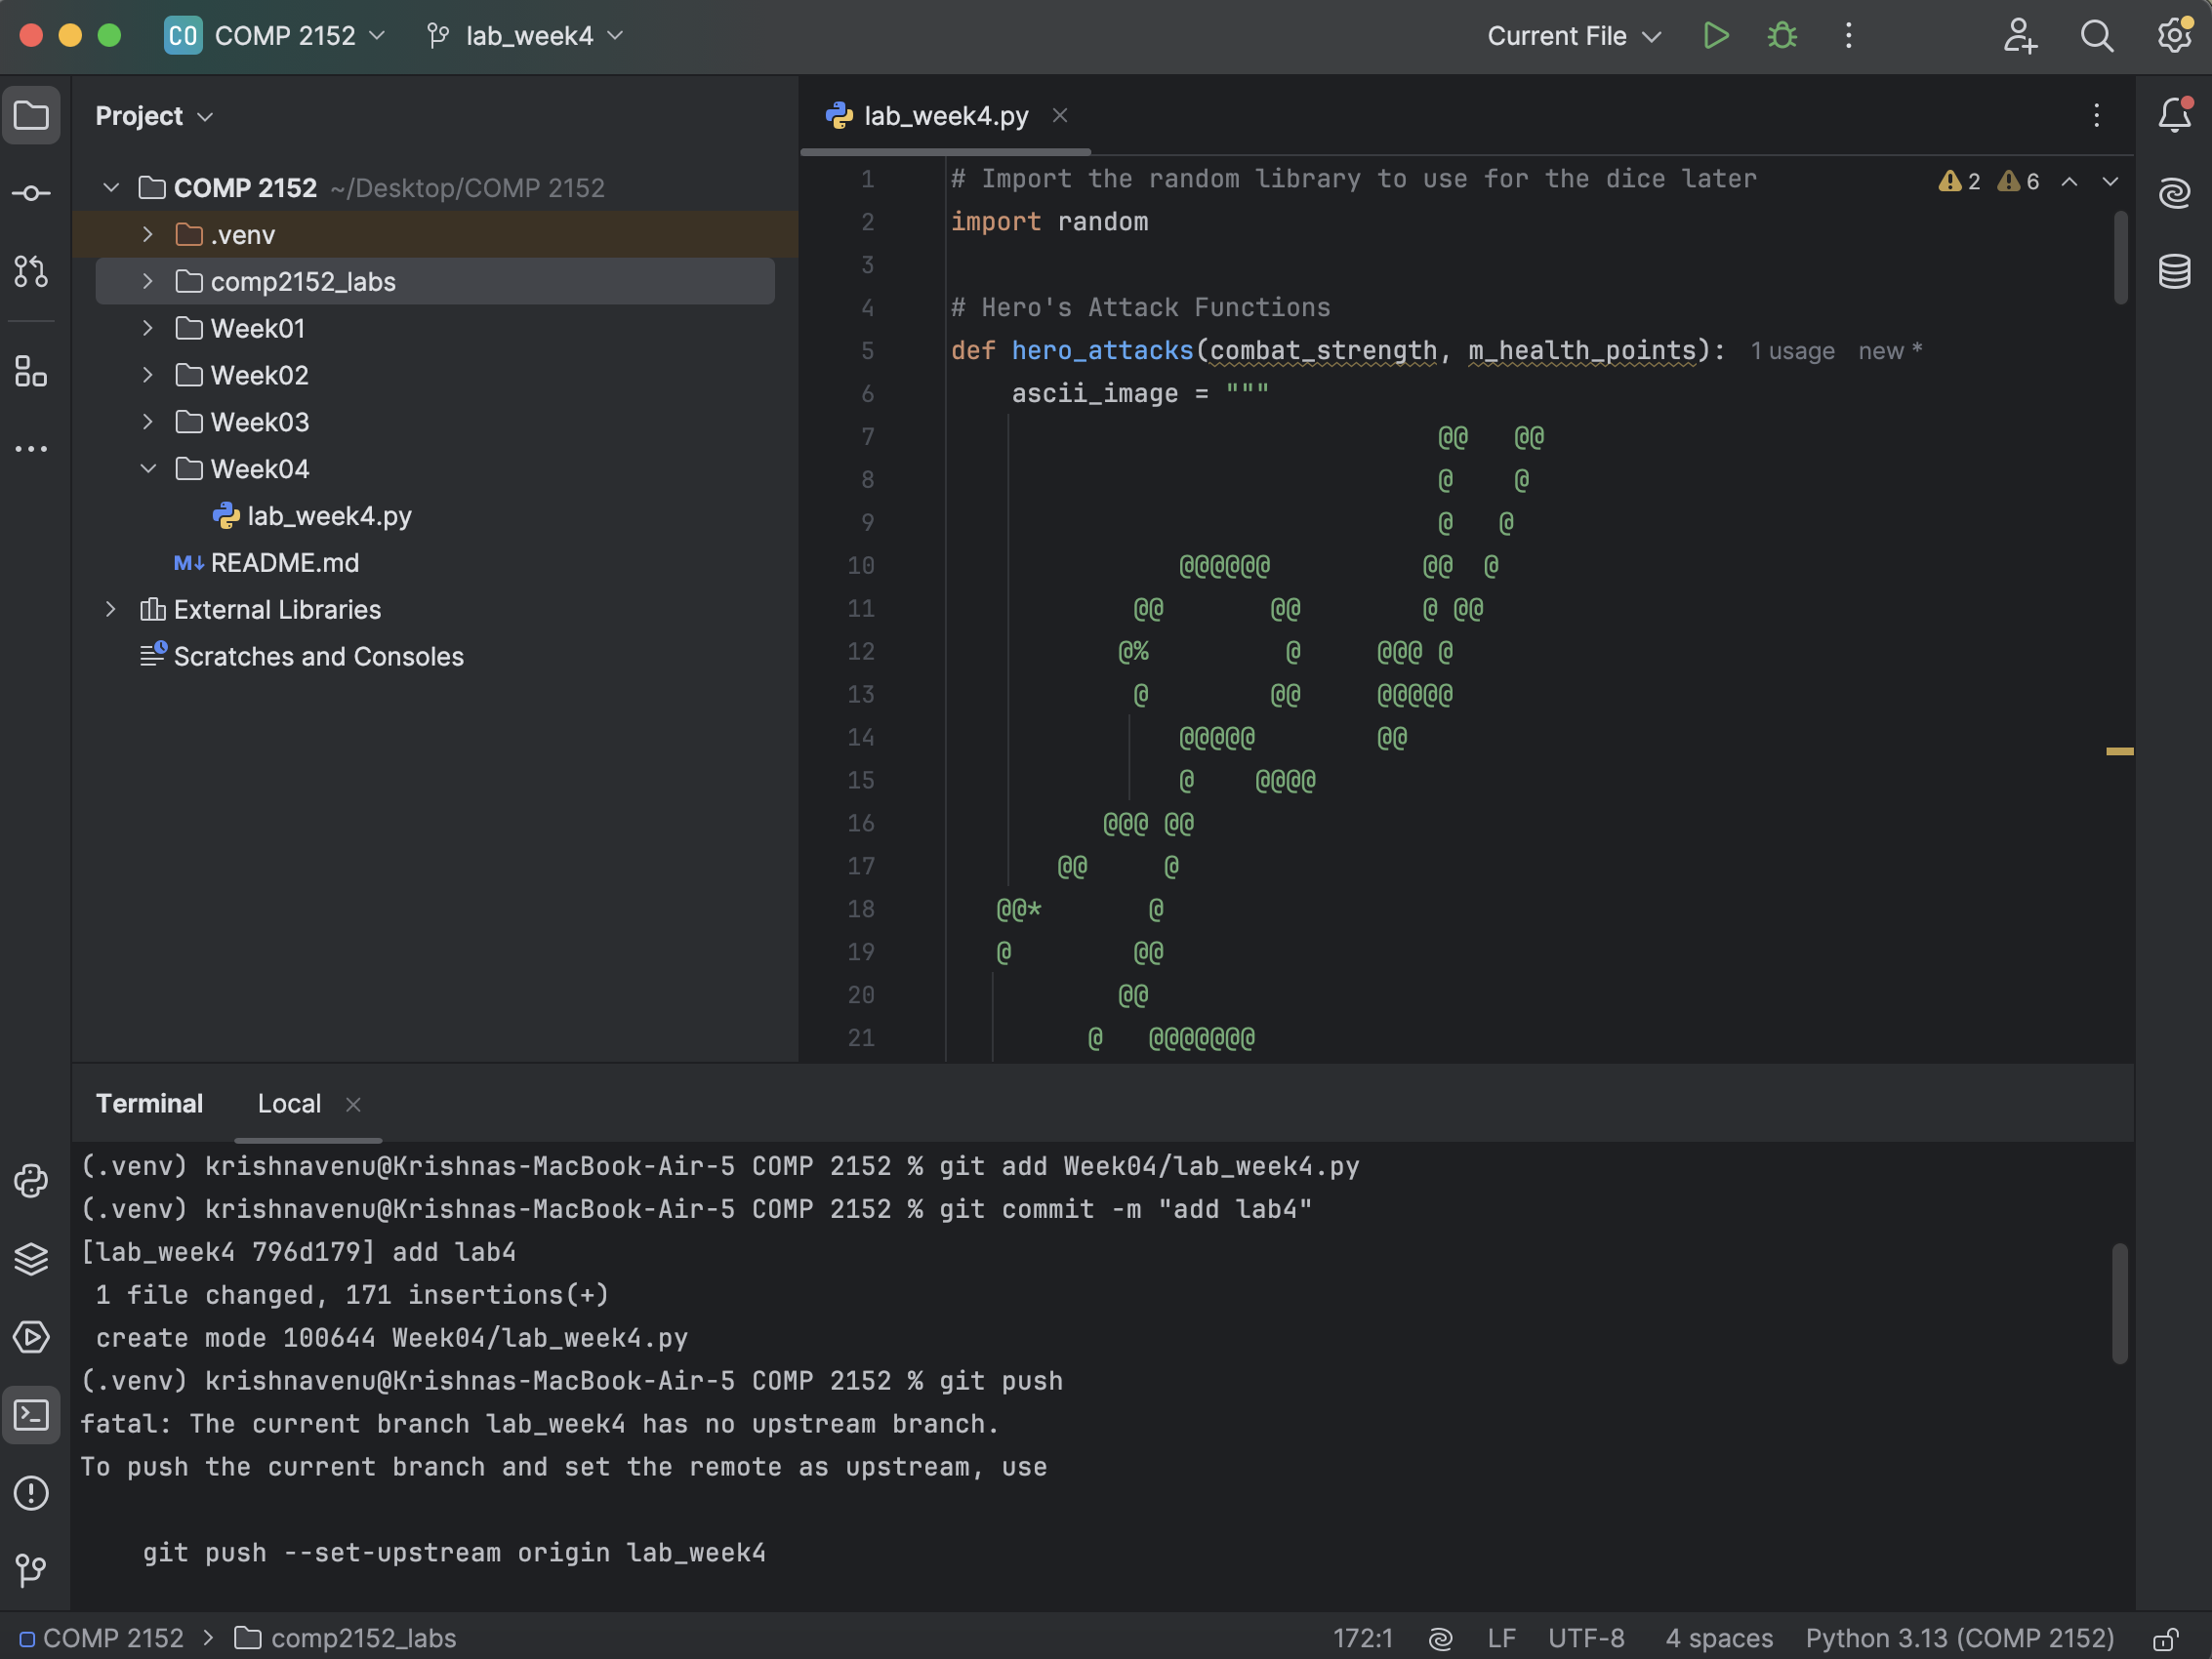 CO COMP 2152 lab_week4 Current File
Project
COMP 2152 ~/Desktop/COMP 2152
.venv
comp2152_labs
Week01
Week02
Week03
Week04
lab_week4.py
M↓ README.md
External Libraries
Scratches and Consoles
lab_week4.py
2 6
1 # Import the random library to use for the dice later
2 import random
3
4 # Hero's Attack Functions
5 def hero_attacks(combat_strength, m_health_points): 1 usage new *
6     ascii_image = """
7                                 @@   @@
8                                 @    @
9                                 @   @
10                @@@@@@          @@  @
11             @@       @@        @ @@
12            @%         @     @@@ @
13             @        @@     @@@@@
14                @@@@@        @@
15                @    @@@@
16           @@@ @@
17        @@     @
18    @@*       @
19    @        @@
20            @@
21          @   @@@@@@@
Terminal Local
(.venv) krishnavenu@Krishnas-MacBook-Air-5 COMP 2152 % git add Week04/lab_week4.py
(.venv) krishnavenu@Krishnas-MacBook-Air-5 COMP 2152 % git commit -m "add lab4"
[lab_week4 796d179] add lab4
 1 file changed, 171 insertions(+)
 create mode 100644 Week04/lab_week4.py
(.venv) krishnavenu@Krishnas-MacBook-Air-5 COMP 2152 % git push
fatal: The current branch lab_week4 has no upstream branch.
To push the current branch and set the remote as upstream, use
    git push --set-upstream origin lab_week4
COMP 2152 > comp2152_labs 172:1 LF UTF-8 4 spaces Python 3.13 (COMP 2152)